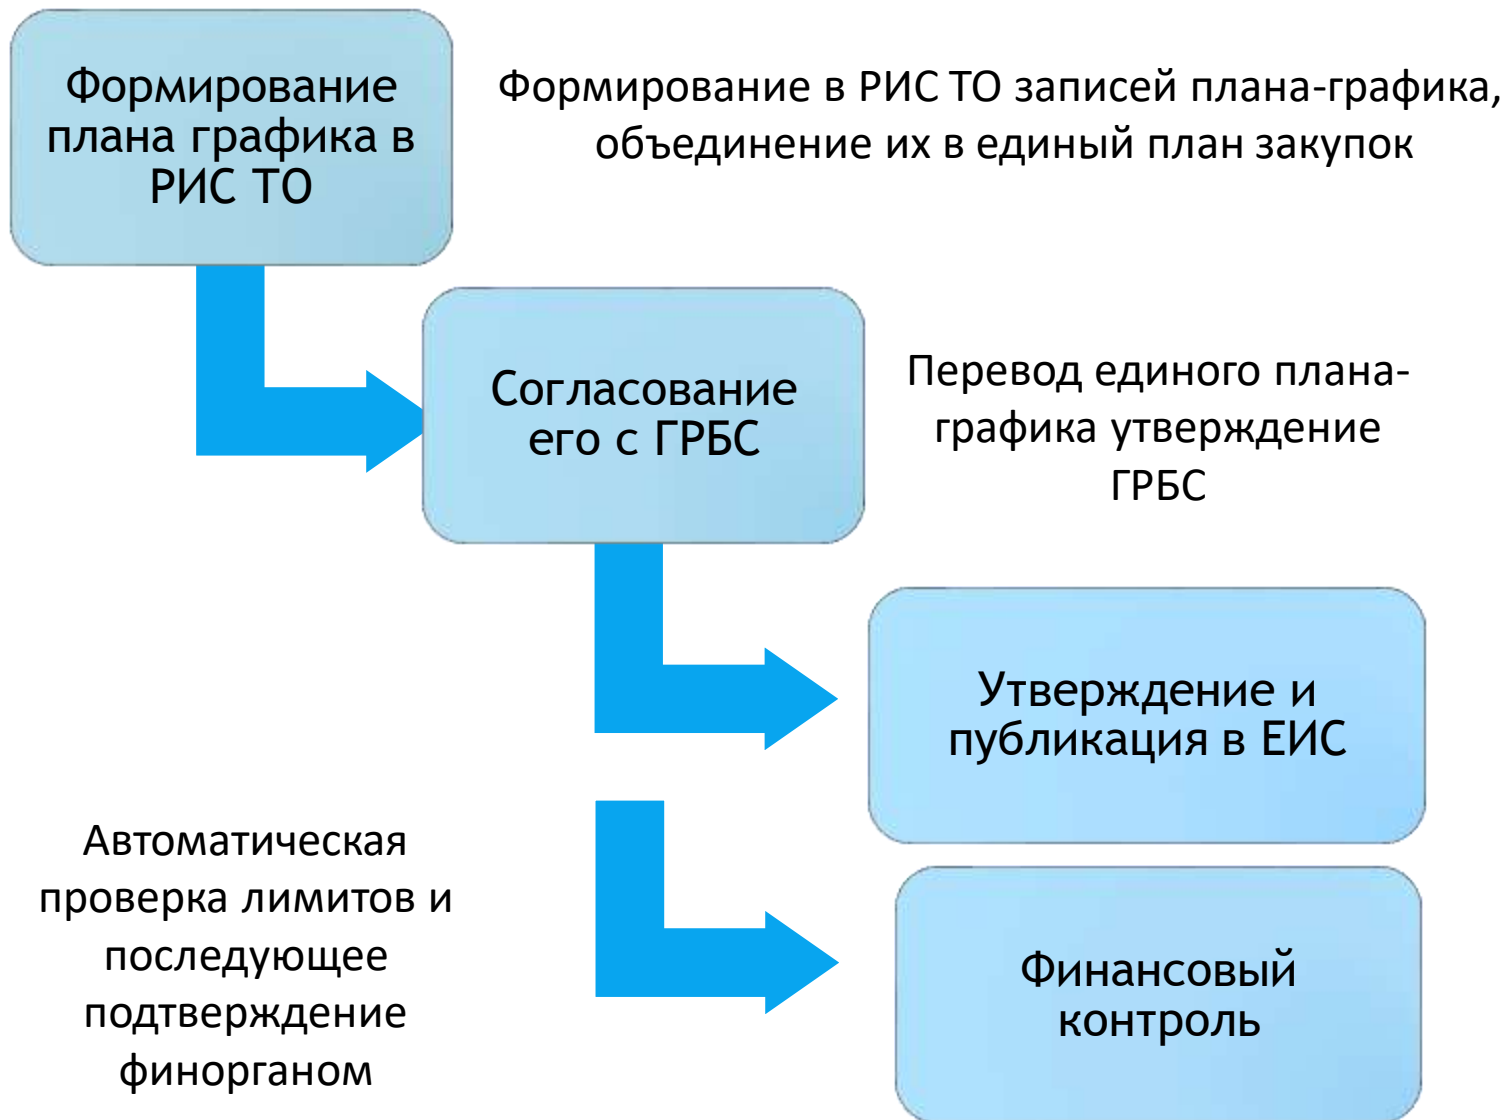 Формирование
плана графика в
РИС ТО
Формирование в РИС ТО записей плана-графика,
объединение их в единый план закупок
Согласование
его с ГРБС
Перевод единого плана-
графика утверждение
ГРБС
Утверждение и
публикация в ЕИС
Автоматическая
проверка лимитов и
последующее
подтверждение
финорганом
Финансовый
контроль